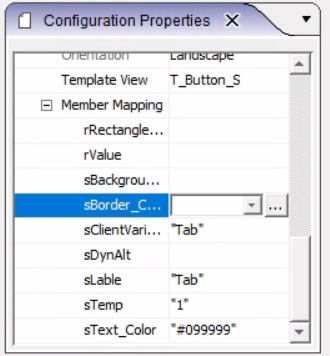 Configuration Properties
Orientation Landscape
Template View T_Button_S
Member Mapping
rRectangle...
rValue
sBackgrou...
sBorder_C... ...
sClientVari... "Tab"
sDynAlt
sLable "Tab"
sTemp "1"
sText_Color "#099999"